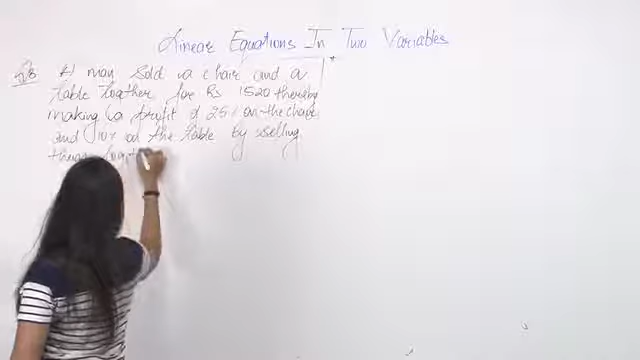 Linear Equations In Two Variables
A man sold a chair and a
table together for Rs 1520 thereby
making a profit of 25% on the chair
and 10% on the table by selling
them